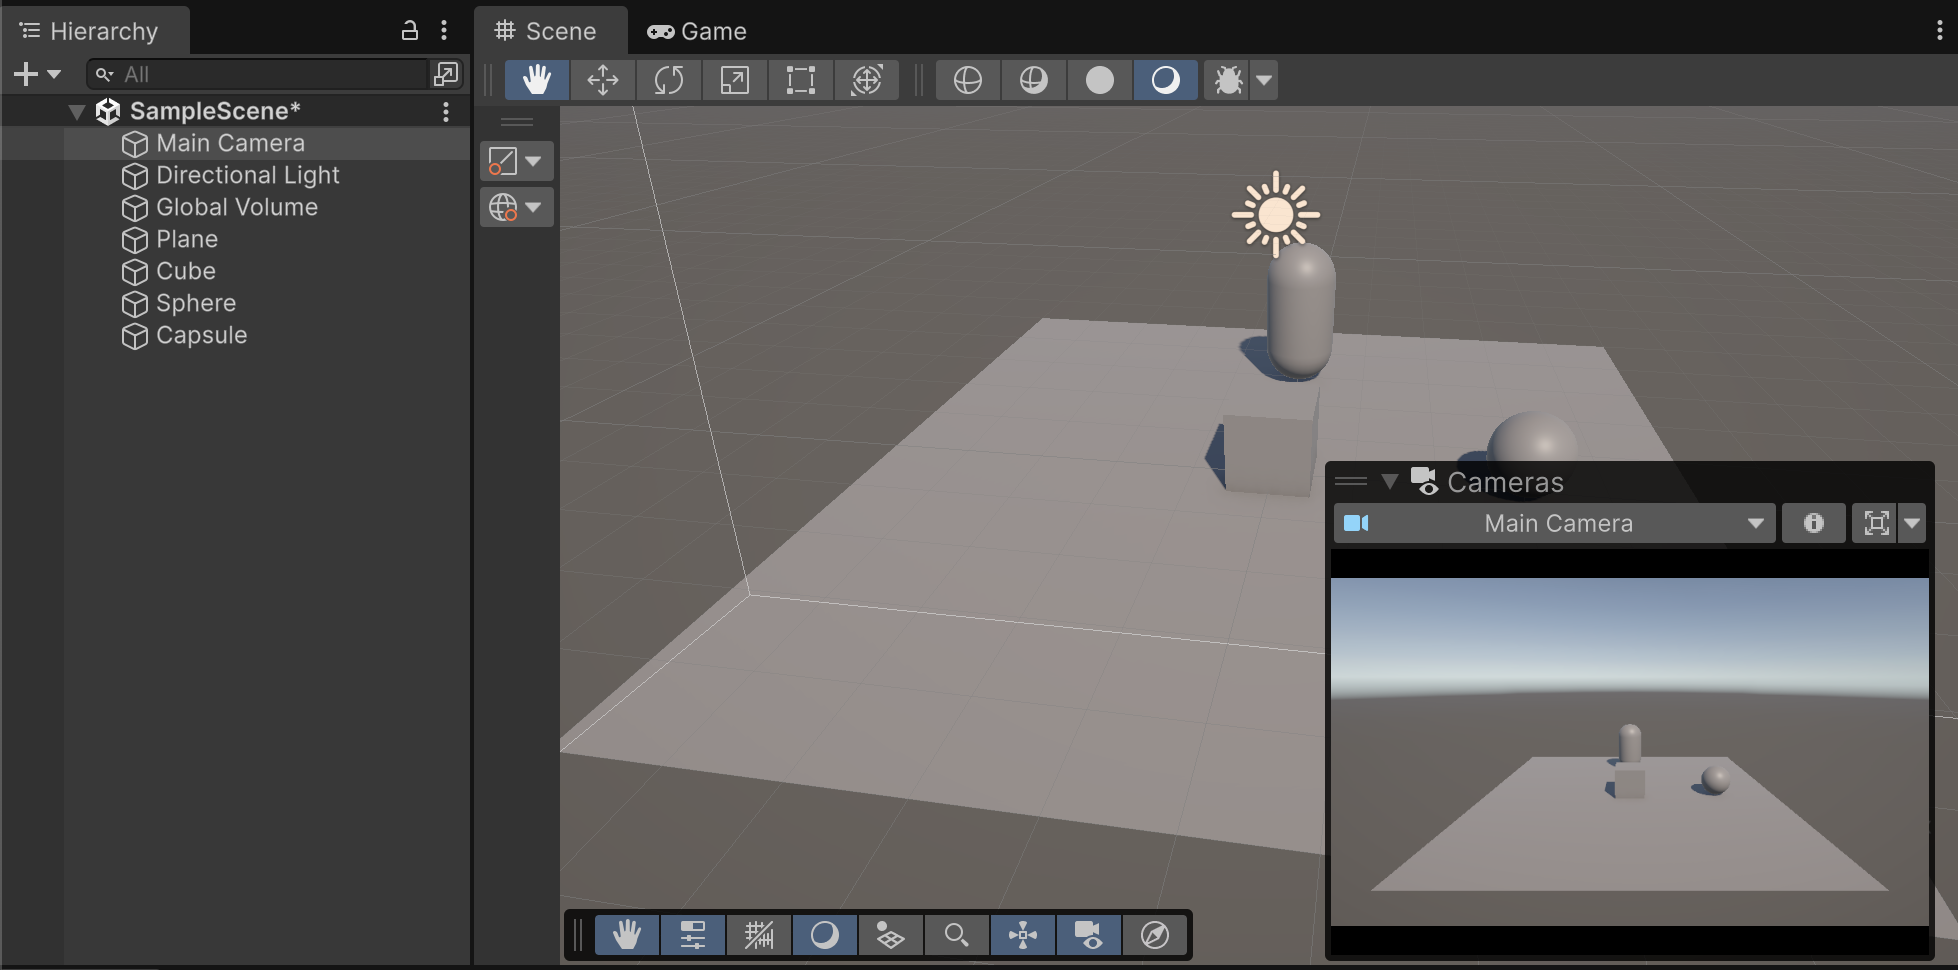 Hierarchy
All
SampleScene*
Main Camera
Directional Light
Global Volume
Plane
Cube
Sphere
Capsule
Scene
Game
Cameras
Main Camera